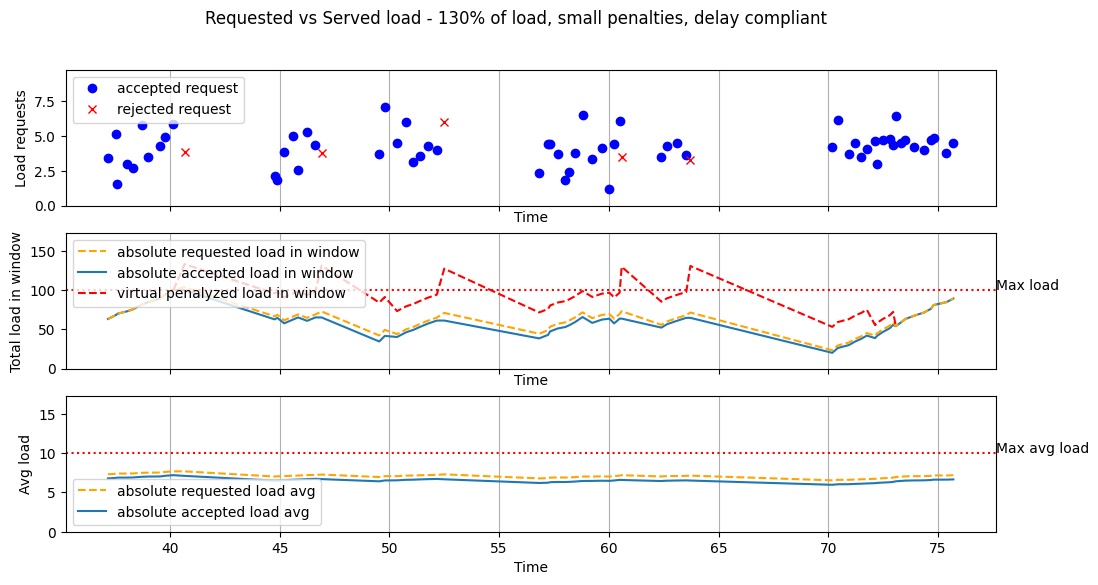 Requested vs Served load - 130% of load, small penalties, delay compliant
Load requests
7.5
5.0
2.5
0.0
accepted request
rejected request
Time
Total load in window
150
100
50
0
absolute requested load in window
absolute accepted load in window
virtual penalized load in window
Max load
Time
Avg load
15
10
5
0
absolute requested load avg
absolute accepted load avg
Max avg load
40 45 50 55 60 65 70 75
Time